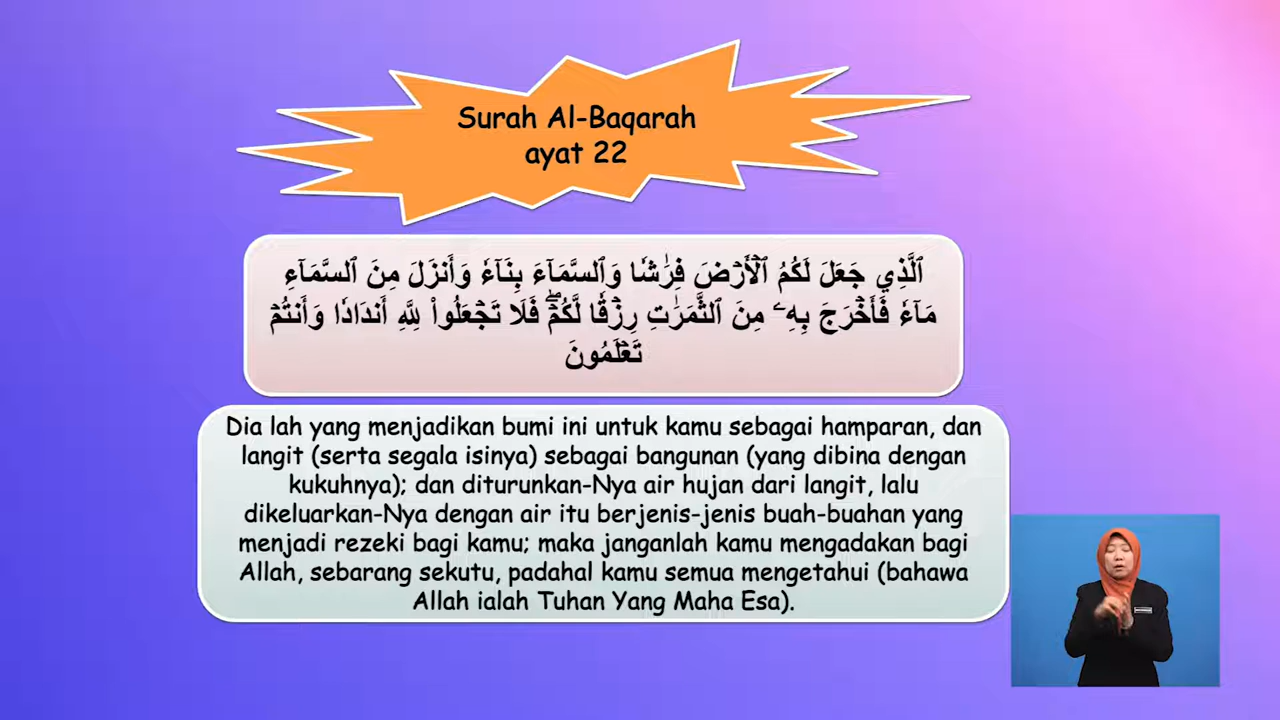 Surah Al-Baqarah
ayat 22
ٱلَّذِي جَعَلَ لَكُمُ ٱلۡأَرۡضَ فِرَٰشٗا وَٱلسَّمَآءَ بِنَآءٗ وَأَنزَلَ مِنَ ٱلسَّمَآءِ
مَآءٗ فَأَخۡرَجَ بِهِۦ مِنَ ٱلثَّمَرَٰتِ رِزۡقٗا لَّكُمۡۖ فَلَا تَجۡعَلُواْ لِلَّهِ أَندَادٗا وَأَنتُمۡ
تَعۡلَمُونَ
Dia lah yang menjadikan bumi ini untuk kamu sebagai hamparan, dan
langit (serta segala isinya) sebagai bangunan (yang dibina dengan
kukuhnya); dan diturunkan-Nya air hujan dari langit, lalu
dikeluarkan-Nya dengan air itu berjenis-jenis buah-buahan yang
menjadi rezeki bagi kamu; maka janganlah kamu mengadakan bagi
Allah, sebarang sekutu, padahal kamu semua mengetahui (bahawa
Allah ialah Tuhan Yang Maha Esa).